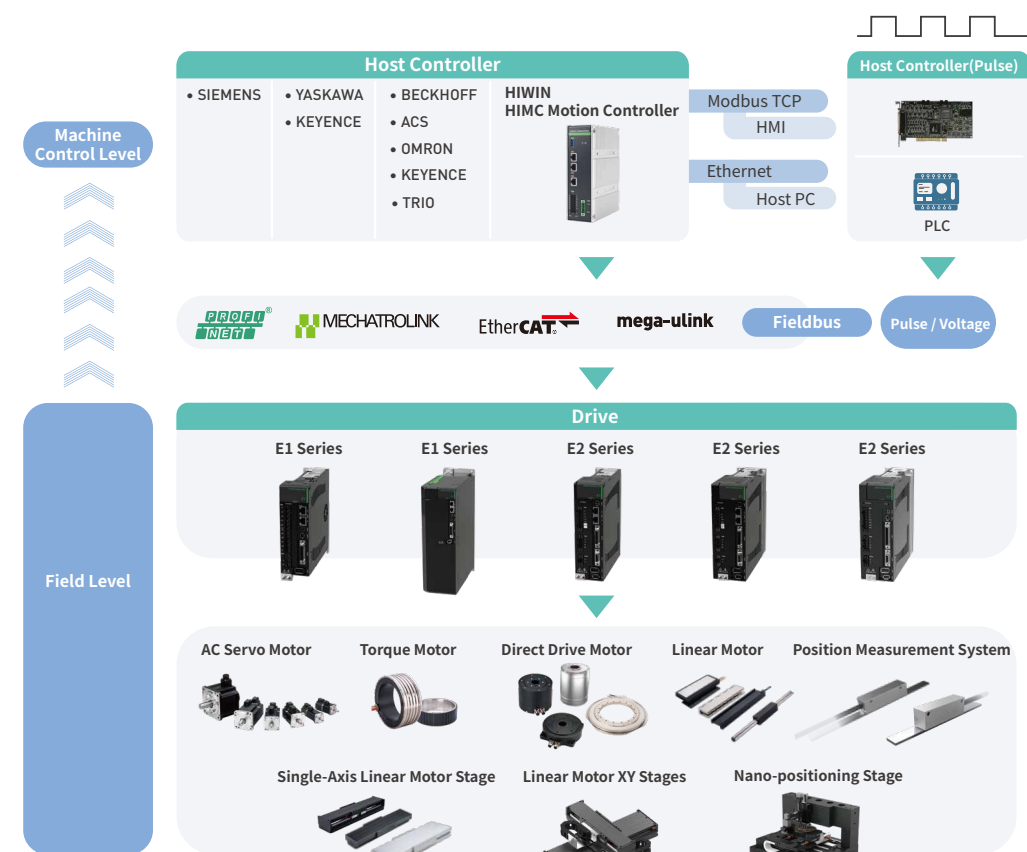 Host Controller
Host Controller(Pulse)
• SIEMENS
• YASKAWA
• KEYENCE
• BECKHOFF
• ACS
• OMRON
• KEYENCE
• TRIO
HIWIN
HIMC Motion Controller
Modbus TCP
HMI
Ethernet
Host PC
PLC
Machine
Control Level
PROFI
NET®
MECHATROLINK
EtherCAT®
mega-ulink
Fieldbus
Pulse / Voltage
Drive
E1 Series
E1 Series
E2 Series
E2 Series
E2 Series
Field Level
AC Servo Motor
Torque Motor
Direct Drive Motor
Linear Motor
Position Measurement System
Single-Axis Linear Motor Stage
Linear Motor XY Stages
Nano-positioning Stage